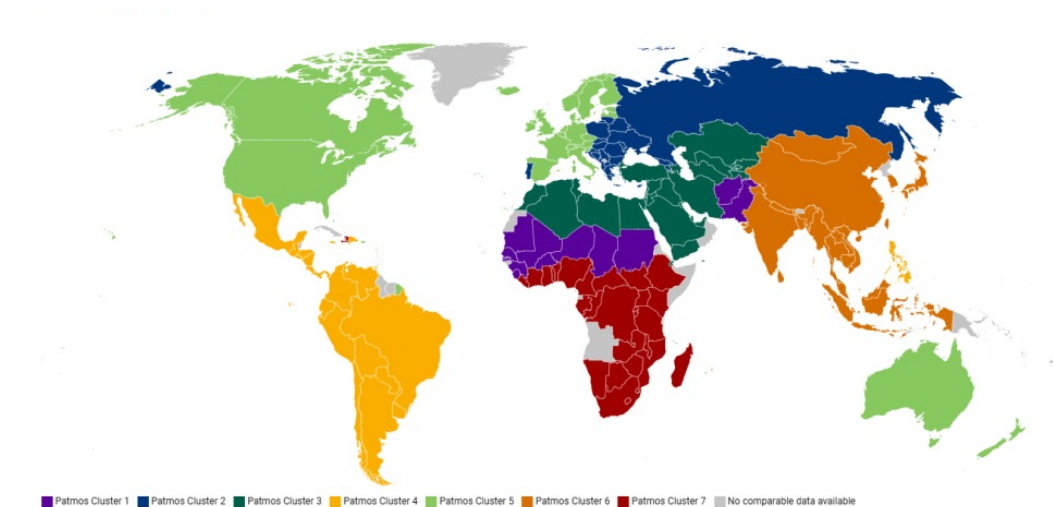 Patmos Cluster 1 Patmos Cluster 2 Patmos Cluster 3 Patmos Cluster 4 Patmos Cluster 5 Patmos Cluster 6 Patmos Cluster 7 No comparable data available